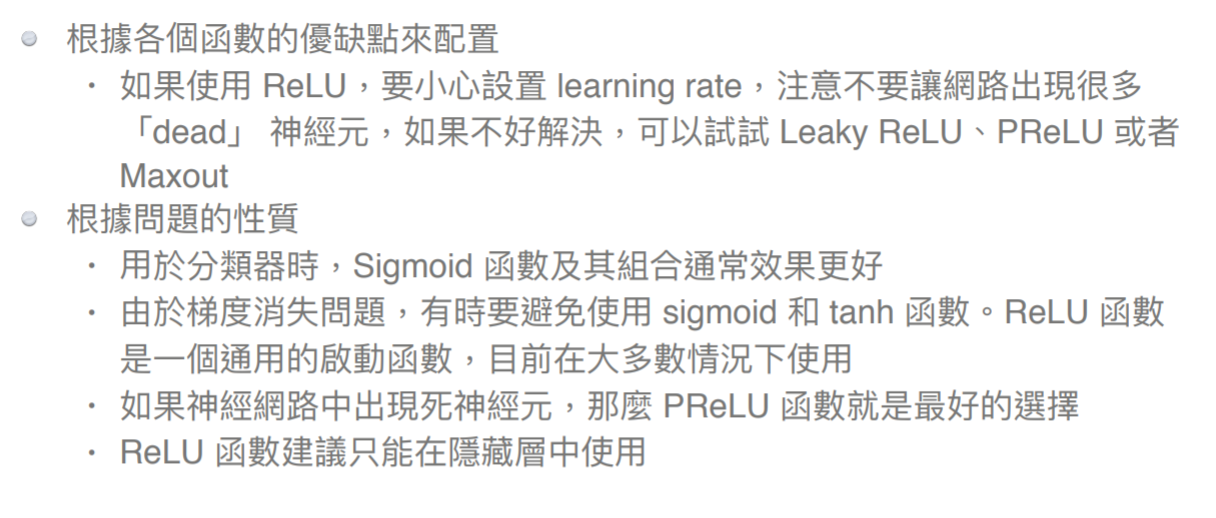 根據各個函數的優缺點來配置
如果使用 ReLU，要小心設置 learning rate，注意不要讓網路出現很多
「dead」 神經元，如果不好解決，可以試試 Leaky ReLU、PReLU 或者
Maxout
根據問題的性質
用於分類器時，Sigmoid 函數及其組合通常效果更好
由於梯度消失問題，有時要避免使用 sigmoid 和 tanh 函數。ReLU 函數
是一個通用的啟動函數，目前在大多數情況下使用
如果神經網路中出現死神經元，那麼 PReLU 函數就是最好的選擇
ReLU 函數建議只能在隱藏層中使用